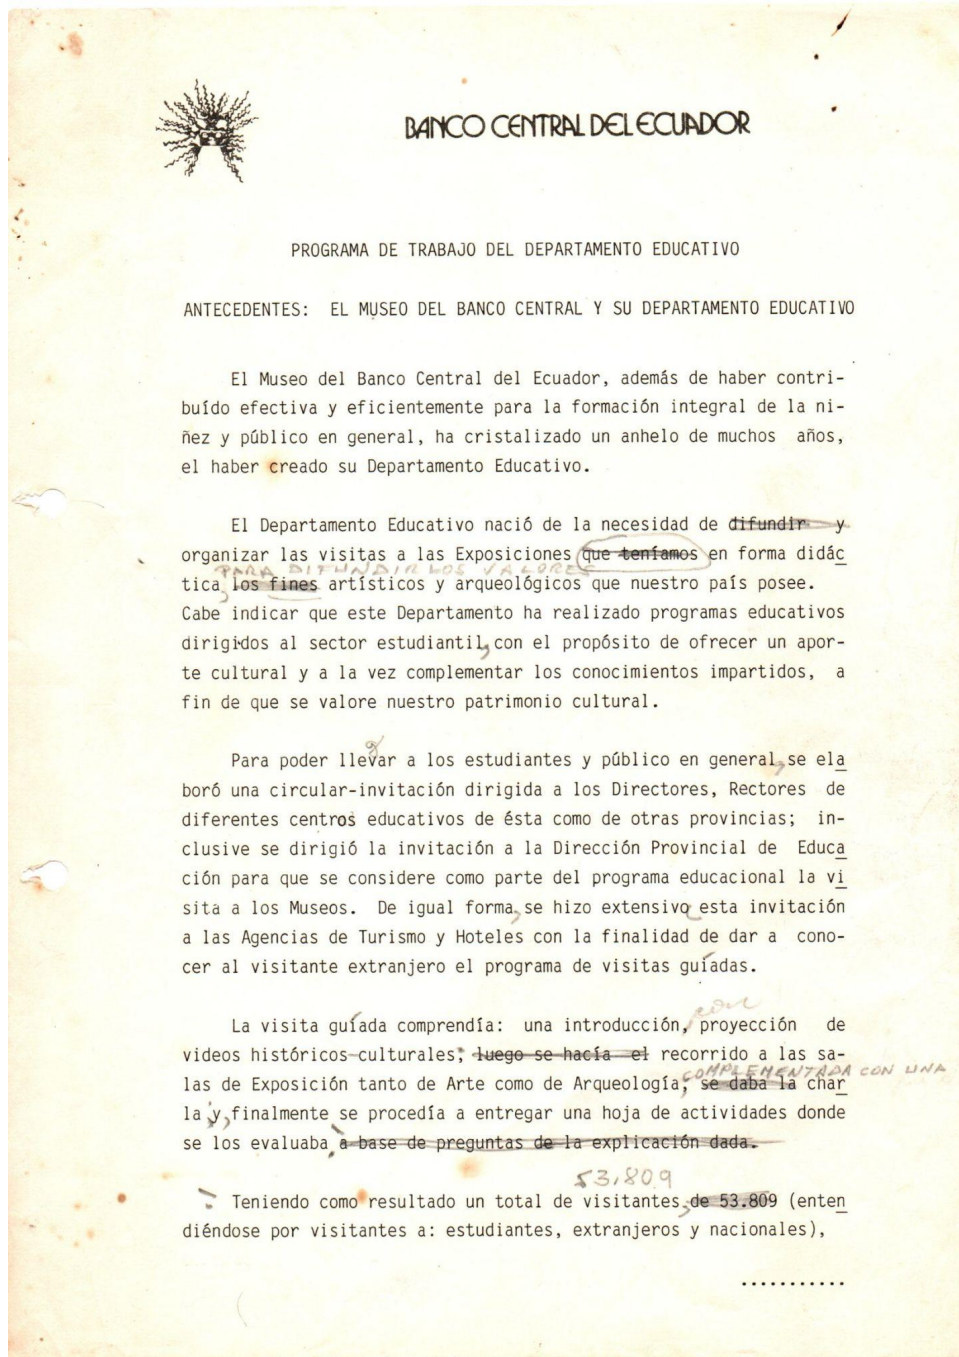 BANCO CENTRAL DEL ECUADOR
PROGRAMA DE TRABAJO DEL DEPARTAMENTO EDUCATIVO
ANTECEDENTES: EL MUSEO DEL BANCO CENTRAL Y SU DEPARTAMENTO EDUCATIVO
El Museo del Banco Central del Ecuador, además de haber contri-
buído efectiva y eficientemente para la formación integral de la ni-
ñez y público en general, ha cristalizado un anhelo de muchos años,
el haber creado su Departamento Educativo.
El Departamento Educativo nació de la necesidad de difundir y
organizar las visitas a las Exposiciones que teníamos en forma didác
PARA DIFUNDIR LOS VALORES
tica los fines artísticos y arqueológicos que nuestro país posee.
Cabe indicar que este Departamento ha realizado programas educativos
dirigidos al sector estudiantil, con el propósito de ofrecer un apor-
te cultural y a la vez complementar los conocimientos impartidos, a
fin de que se valore nuestro patrimonio cultural.
Para poder llevar a los estudiantes y público en general, se ela
boró una circular-invitación dirigida a los Directores, Rectores de
diferentes centros educativos de ésta como de otras provincias; in-
clusive se dirigió la invitación a la Dirección Provincial de Educa
ción para que se considere como parte del programa educacional la vi
sita a los Museos. De igual forma, se hizo extensivo esta invitación
a las Agencias de Turismo y Hoteles con la finalidad de dar a cono-
cer al visitante extranjero el programa de visitas guíadas.
con
La visita guíada comprendía: una introducción, proyección de
videos históricos-culturales, luego se hacía el recorrido a las sa-
COMPLEMENTADA CON UNA
las de Exposición tanto de Arte como de Arqueología, se daba la char
la y, finalmente se procedía a entregar una hoja de actividades donde
se los evaluaba a base de preguntas de la explicación dada.
53.809
Teniendo como resultado un total de visitantes, de 53.809 (enten
diéndose por visitantes a: estudiantes, extranjeros y nacionales),
...........